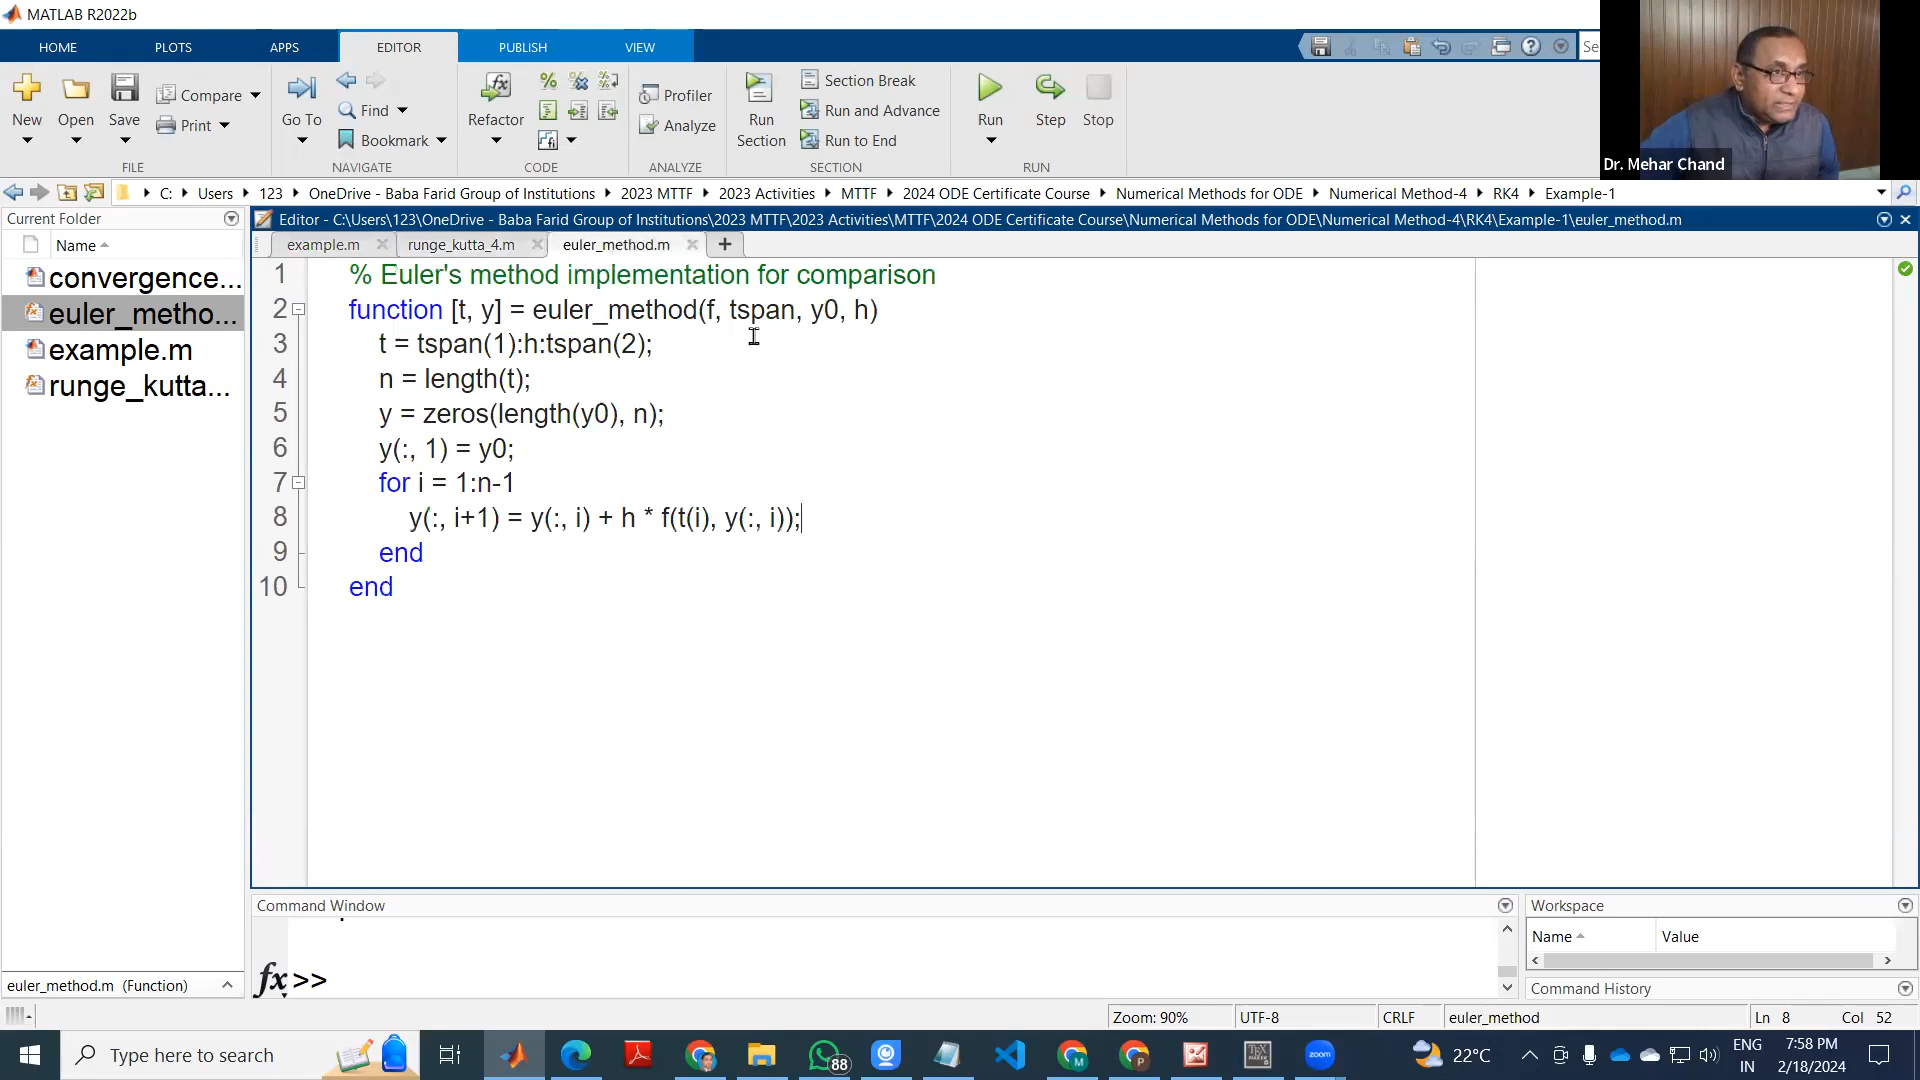 MATLAB R2022b
HOME PLOTS APPS EDITOR PUBLISH VIEW
Se
New Open Save Compare Print
Go To Find Bookmark
Refactor
Profiler Analyze
Run Section Section Break Run and Advance Run to End
Run Step Stop
FILE NAVIGATE CODE ANALYZE SECTION RUN
Dr. Mehar Chand
C: Users 123 OneDrive - Baba Farid Group of Institutions 2023 MTTF 2023 Activities MTTF 2024 ODE Certificate Course Numerical Methods for ODE Numerical Method-4 RK4 Example-1
Current Folder
Name
convergence...
euler_metho...
example.m
runge_kutta...
euler_method.m (Function)
Editor - C:\Users\123\OneDrive - Baba Farid Group of Institutions\2023 MTTF\2023 Activities\MTTF\2024 ODE Certificate Course\Numerical Methods for ODE\Numerical Method-4\RK4\Example-1\euler_method.m
example.m runge_kutta_4.m euler_method.m
1 % Euler's method implementation for comparison
2 function [t, y] = euler_method(f, tspan, y0, h)
3 t = tspan(1):h:tspan(2);
4 n = length(t);
5 y = zeros(length(y0), n);
6 y(:, 1) = y0;
7 for i = 1:n-1
8 y(:, i+1) = y(:, i) + h * f(t(i), y(:, i));
9 end
10 end
Command Window
fx >>
Workspace
Name Value
Command History
Zoom: 90% UTF-8 CRLF euler_method Ln 8 Col 52
Type here to search
88
zoom
22°C
ENG
IN
7:58 PM
2/18/2024